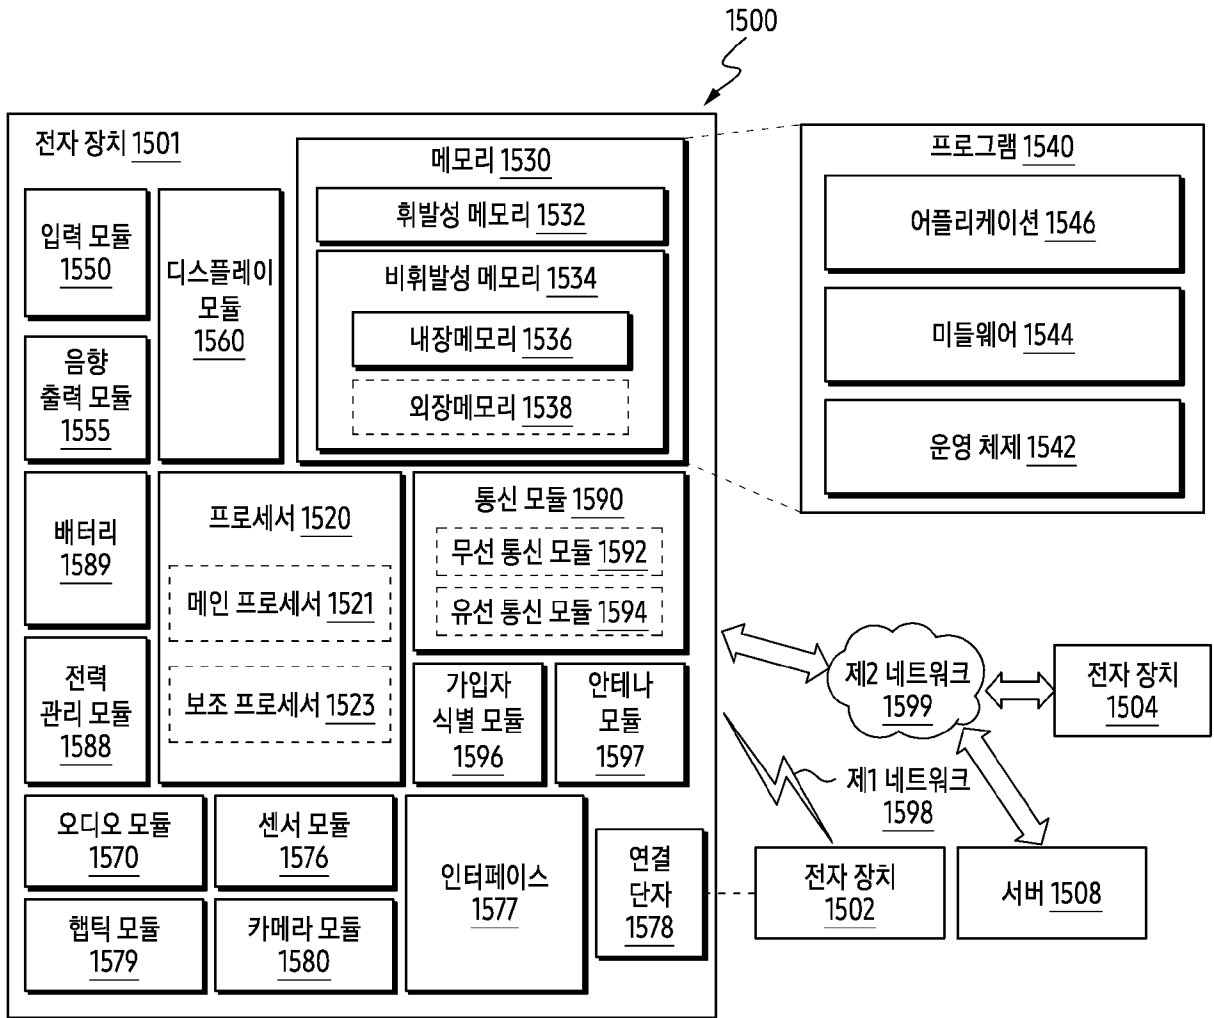 1500
전자 장치 1501
입력 모듈
1550
디스플레이
모듈
1560
음향
출력 모듈
1555
메모리 1530
휘발성 메모리 1532
비휘발성 메모리 1534
내장메모리 1536
외장메모리 1538
프로그램 1540
어플리케이션 1546
미들웨어 1544
운영 체제 1542
배터리
1589
프로세서 1520
메인 프로세서 1521
보조 프로세서 1523
통신 모듈 1590
무선 통신 모듈 1592
유선 통신 모듈 1594
전력
관리 모듈
1588
가입자
식별 모듈
1596
안테나
모듈
1597
제2 네트워크
1599
전자 장치
1504
제1 네트워크
1598
오디오 모듈
1570
센서 모듈
1576
인터페이스
1577
연결
단자
1578
전자 장치
1502
서버 1508
햅틱 모듈
1579
카메라 모듈
1580